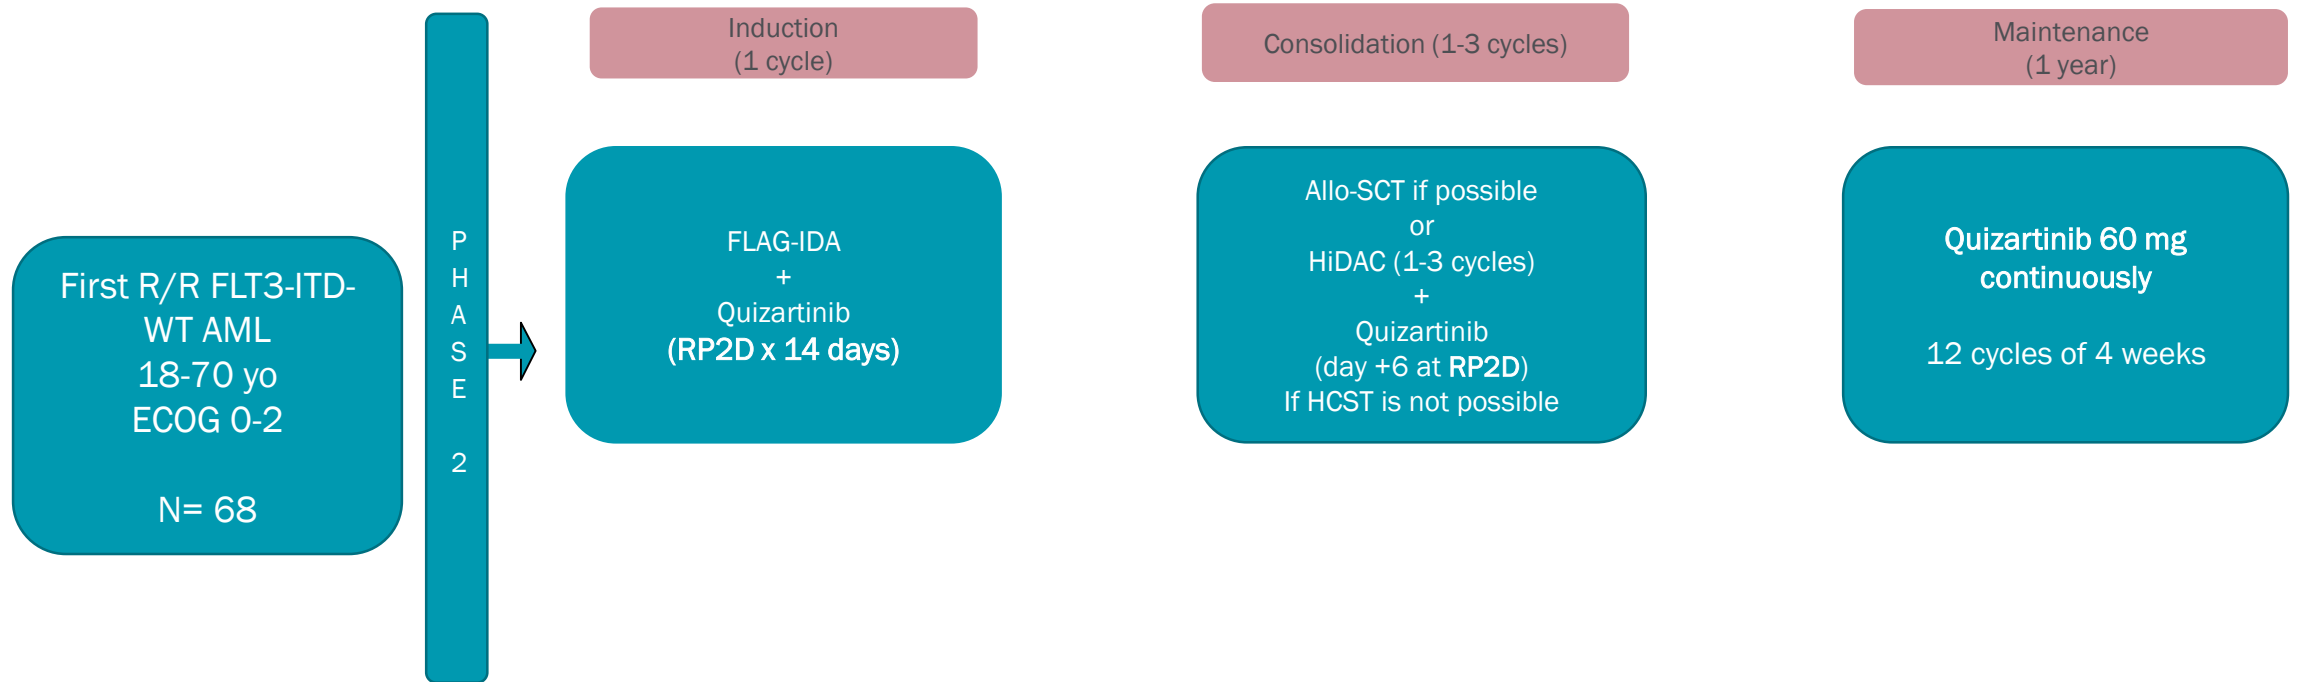 First R/R FLT3-ITD-
WT AML
18-70 yo
ECOG 0-2
N= 68
P
H
A
S
E
2
Induction
(1 cycle)
FLAG-IDA
+
Quizartinib
(RP2D x 14 days)
Consolidation (1-3 cycles)
Allo-SCT if possible
or
HiDAC (1-3 cycles)
+
Quizartinib
(day +6 at RP2D)
If HCST is not possible
Maintenance
(1 year)
Quizartinib 60 mg
continuously
12 cycles of 4 weeks